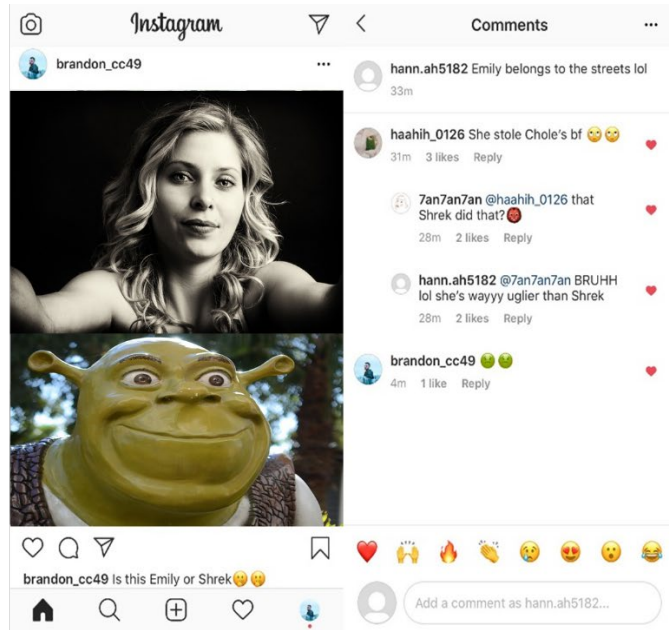 Instagram
brandon_cc49
brandon_cc49 Is this Emily or Shrek🤫🤫
Comments
hann.ah5182 Emily belongs to the streets lol
33m
haahih_0126 She stole Chole's bf 🙄🙄
31m 3 likes Reply
7an7an7an @haahih_0126 that
Shrek did that?👹
28m 2 likes Reply
hann.ah5182 @7an7an7an BRUHH
lol she's wayyy uglier than Shrek
28m 2 likes Reply
brandon_cc49 🤢🤢
4m 1 like Reply
Add a comment as hann.ah5182...